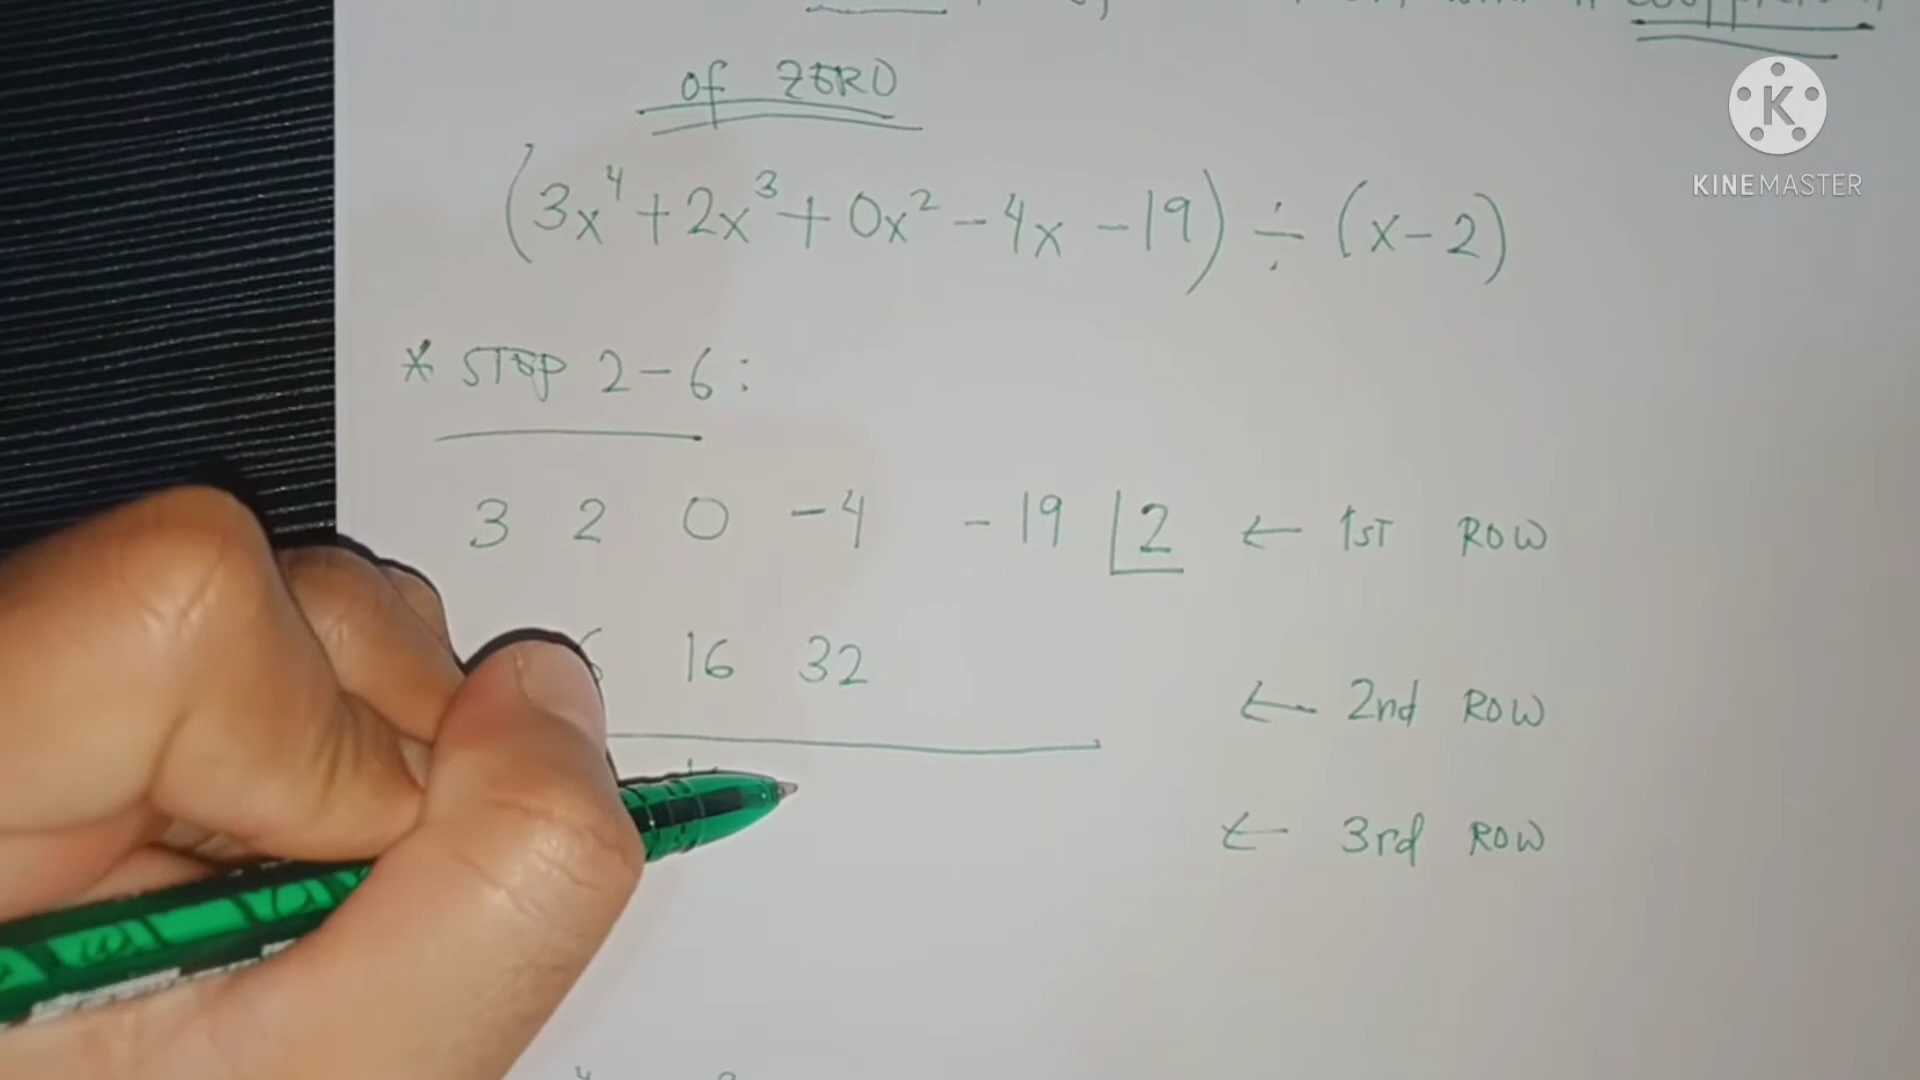 of ZERO
KINEMASTER
(3x⁴ + 2x³ + 0x² - 4x - 19) ÷ (x - 2)
* STEP 2 - 6 :
3 2 0 -4 -19 |2 ← 1ST ROW
6 16 32 ← 2nd ROW
← 3rd ROW